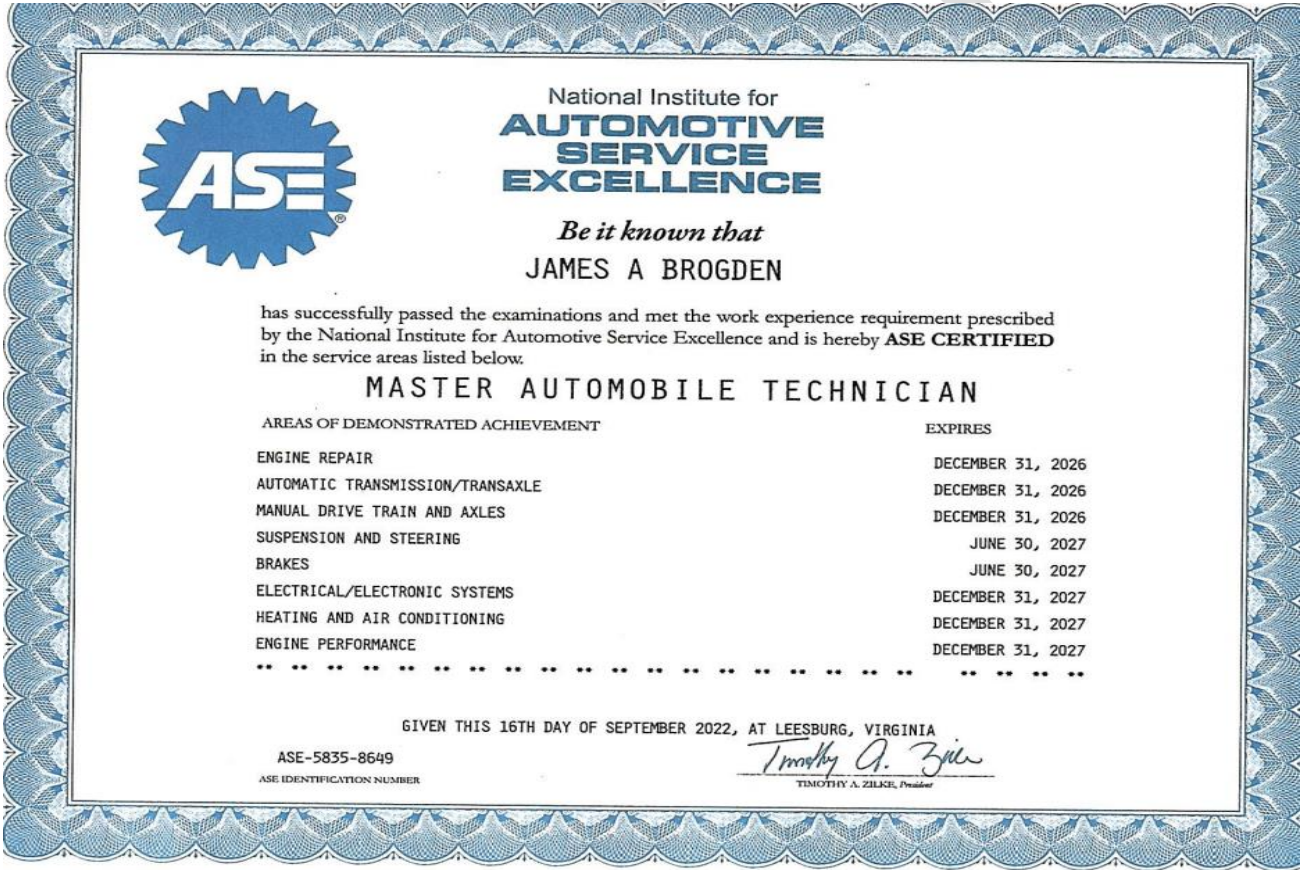 ASE®
National Institute for
AUTOMOTIVE
SERVICE
EXCELLENCE
Be it known that
JAMES A BROGDEN
has successfully passed the examinations and met the work experience requirement prescribed
by the National Institute for Automotive Service Excellence and is hereby ASE CERTIFIED
in the service areas listed below.
MASTER AUTOMOBILE TECHNICIAN
AREAS OF DEMONSTRATED ACHIEVEMENT EXPIRES
ENGINE REPAIR DECEMBER 31, 2026
AUTOMATIC TRANSMISSION/TRANSAXLE DECEMBER 31, 2026
MANUAL DRIVE TRAIN AND AXLES DECEMBER 31, 2026
SUSPENSION AND STEERING JUNE 30, 2027
BRAKES JUNE 30, 2027
ELECTRICAL/ELECTRONIC SYSTEMS DECEMBER 31, 2027
HEATING AND AIR CONDITIONING DECEMBER 31, 2027
ENGINE PERFORMANCE DECEMBER 31, 2027
** ** ** ** ** ** ** ** ** ** ** ** ** ** ** ** ** ** ** ** ** ** **
GIVEN THIS 16TH DAY OF SEPTEMBER 2022, AT LEESBURG, VIRGINIA
Timothy A. Zilke
ASE-5835-8649
ASE IDENTIFICATION NUMBER
TIMOTHY A. ZILKE, President